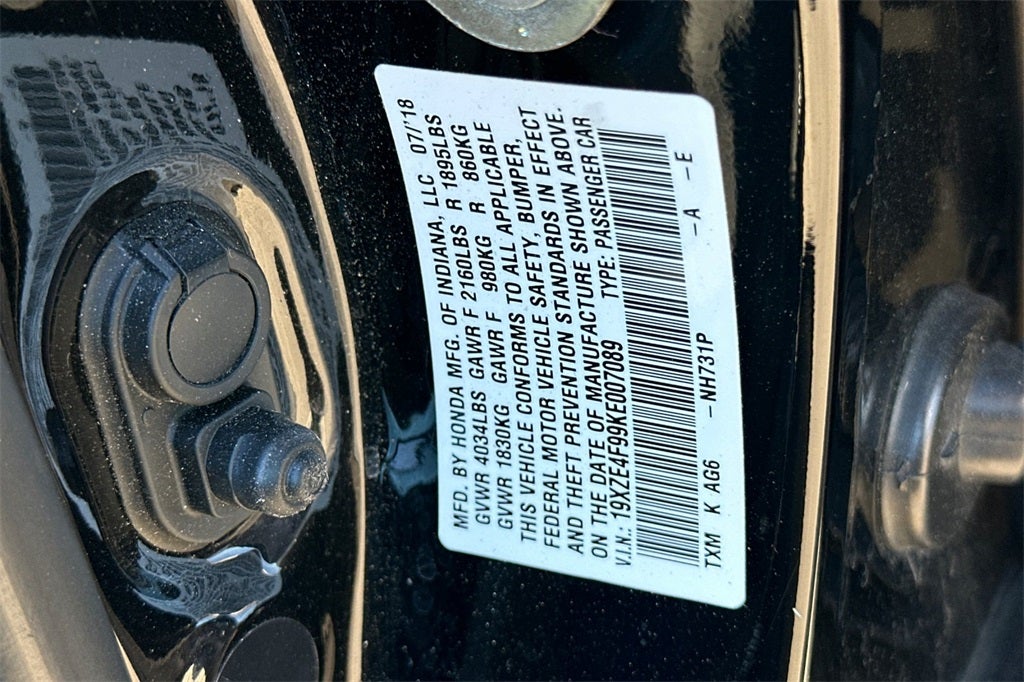 MFD. BY HONDA MFG. OF INDIANA, LLC 07/'18
GVWR 4034LBS GAWR F 2160LBS R 1895LBS
GVWR 1830KG GAWR F 980KG R 860KG
THIS VEHICLE CONFORMS TO ALL APPLICABLE
FEDERAL MOTOR VEHICLE SAFETY, BUMPER,
AND THEFT PREVENTION STANDARDS IN EFFECT
ON THE DATE OF MANUFACTURE SHOWN ABOVE.
V.I.N.: 19XZE4F99KE007089 TYPE: PASSENGER CAR
TXM K AG6 -NH731P -A -E